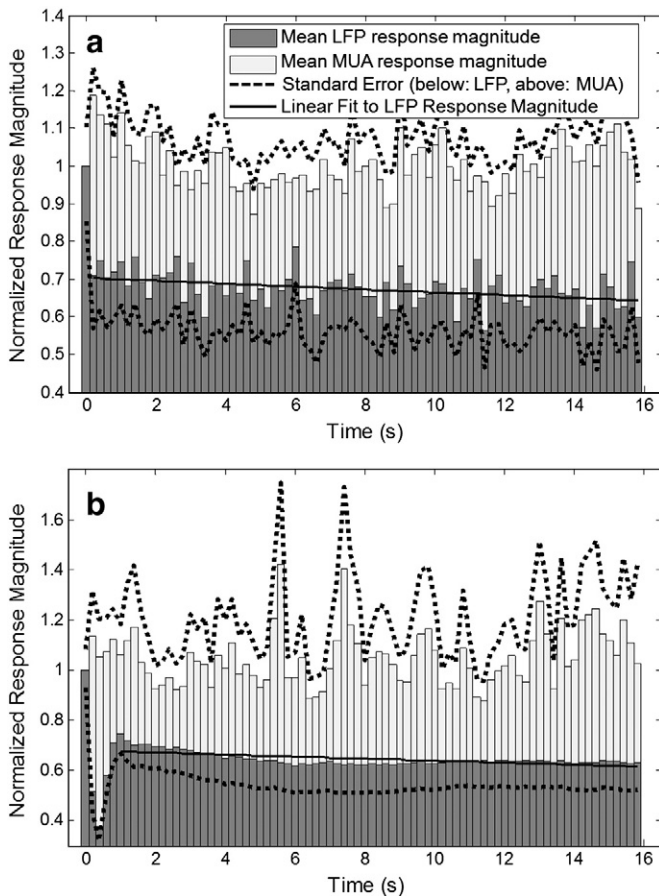 a
Mean LFP response magnitude
Mean MUA response magnitude
Standard Error (below: LFP, above: MUA)
Linear Fit to LFP Response Magnitude
Normalized Response Magnitude
1.4
1.3
1.2
1.1
1
0.9
0.8
0.7
0.6
0.5
0.4
0 2 4 6 8 10 12 14 16
Time (s)
b
Normalized Response Magnitude
1.6
1.4
1.2
1
0.8
0.6
0.4
0 2 4 6 8 10 12 14 16
Time (s)